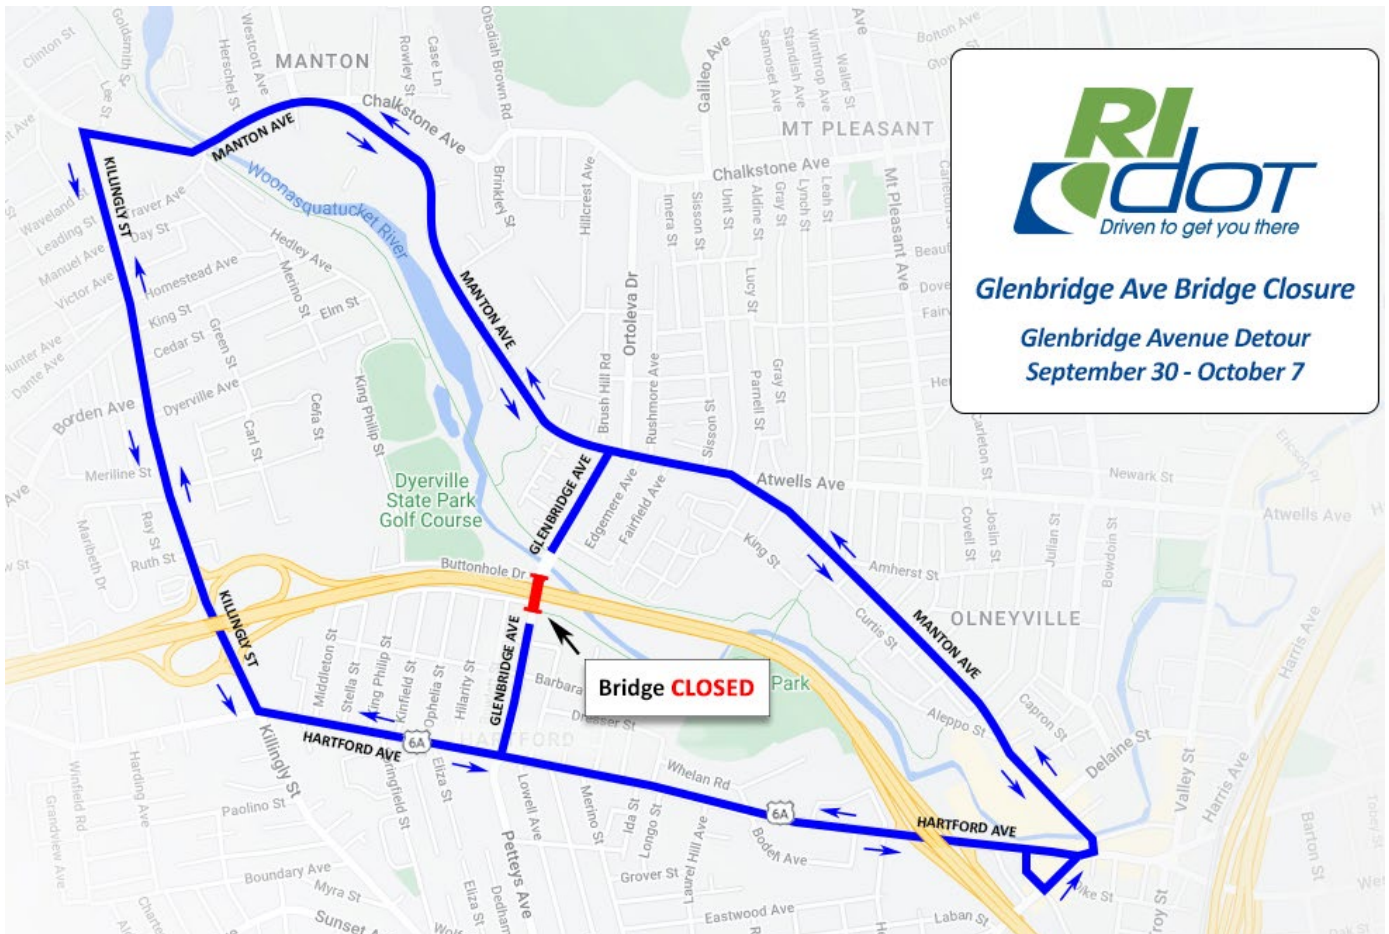 RI
DOT
Driven to get you there
Glenbridge Ave Bridge Closure
Glenbridge Avenue Detour
September 30 - October 7
Clinton St
Goldsmith S
Lee St
Westcott Ave
Herschel St
MANTON
Rowley St
Case Ln
Obadiah Brown Rd
Galileo Ave
Samoset Ave
Standish Ave
Winthrop Ave
Waller St
Ave
Bolton Ave
MANTON AVE
Chalkstone Ave
MT PLEASANT
Chalkstone Ave
Mt Pleasant Ave
Woonasquatucket River
KILLINGLY ST
Waveland St
Leading St
Manuel Ave
Victor Ave
Traver Ave
Day St
Hedley Ave
Homestead Ave
Merino St
Elm St
King St
Cedar St
Green St
Hunter Ave
Dante Ave
Borden Ave
Dyerville Ave
Carl St
King Philip St
Meriline St
Brinkley St
Hillcrest Ave
Imera St
Sisson St
Unit St
Aldine St
Gray St
Lynch St
Leah St
MANTON AVE
Ortoleva Dr
Lucy St
Brush Hill Rd
Rushmore Ave
Sisson St
Parnell St
Gray St
Dyerville
State Park
Golf Course
GLENBRIDGE AVE
Edgemere Ave
Fairfield Ave
Atwells Ave
Carleton St
Newark St
Ericson Pl
Atwells Ave
Maribeth Dr
Ray St
Ruth St
Buttonhole Dr
King St
Covell St
Joslin St
Julian St
Bowdoin St
Amherst St
OLNEYVILLE
Curtis St
MANTON AVE
KILLINGLY ST
GLENBRIDGE AVE
Bridge CLOSED
Park
Middleton St
Stella St
King Philip St
Kinfield St
Ophelia St
Hilarity St
Barbara
Dresser St
HARTFORD
HARTFORD AVE
6A
Killingly St
Aleppo St
Capron St
Delaine St
Valley St
Harris Ave
Harris Ave
Winfield Rd
Harding Ave
Grandview Ave
Paolino St
Eliza St
Lowell Ave
Merino St
Whelan Rd
Ida St
Longo St
Laurel Hill Ave
6A
HARTFORD AVE
Petteys Ave
Grover St
Boundary Ave
Myra St
Sunset Av
Eliza St
Eastwood Ave
Laban St
Barton St